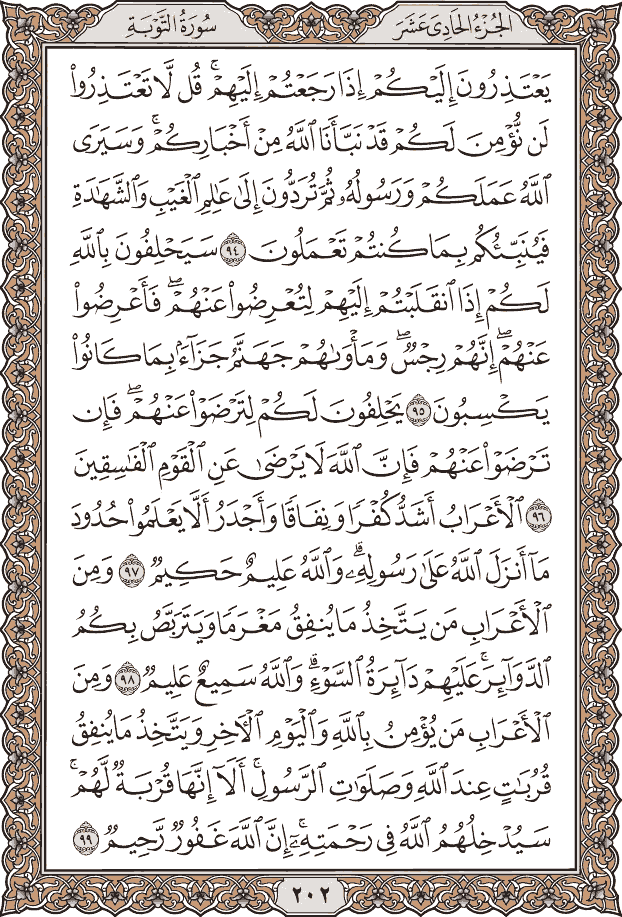 الجُزْءُ الحَادِى عَشَرَ
سُورَةُ التَّوْبَةِ
يَعْتَذِرُونَ إِلَيْكُمْ إِذَا رَجَعْتُمْ إِلَيْهِمْ ۚ قُل لَّا تَعْتَذِرُوا۟
لَن نُّؤْمِنَ لَكُمْ قَدْ نَبَّأَنَا ٱللَّهُ مِنْ أَخْبَارِكُمْ ۚ وَسَيَرَى
ٱللَّهُ عَمَلَكُمْ وَرَسُولُهُۥ ثُمَّ تُرَدُّونَ إِلَىٰ عَٰلِمِ ٱلْغَيْبِ وَٱلشَّهَٰدَةِ
فَيُنَبِّئُكُم بِمَا كُنتُمْ تَعْمَلُونَ ٩٤ سَيَحْلِفُونَ بِٱللَّهِ
لَكُمْ إِذَا ٱنقَلَبْتُمْ إِلَيْهِمْ لِتُعْرِضُوا۟ عَنْهُمْ ۖ فَأَعْرِضُوا۟
عَنْهُمْ ۖ إِنَّهُمْ رِجْسٌ ۖ وَمَأْوَىٰهُمْ جَهَنَّمُ جَزَآءًۢ بِمَا كَانُوا۟
يَكْسِبُونَ ٩٥ يَحْلِفُونَ لَكُمْ لِتَرْضَوْا۟ عَنْهُمْ ۖ فَإِن
تَرْضَوْا۟ عَنْهُمْ فَإِنَّ ٱللَّهَ لَا يَرْضَىٰ عَنِ ٱلْقَوْمِ ٱلْفَٰسِقِينَ
٩٦ ٱلْأَعْرَابُ أَشَدُّ كُفْرًا وَنِفَاقًا وَأَجْدَرُ أَلَّا يَعْلَمُوا۟ حُدُودَ
مَآ أَنزَلَ ٱللَّهُ عَلَىٰ رَسُولِهِۦ ۗ وَٱللَّهُ عَلِيمٌ حَكِيمٌ ٩٧ وَمِنَ
ٱلْأَعْرَابِ مَن يَتَّخِذُ مَا يُنفِقُ مَغْرَمًا وَيَتَرَبَّصُ بِكُمُ
ٱلدَّوَآئِرَ ۚ عَلَيْهِمْ دَآئِرَةُ ٱلسَّوْءِ ۗ وَٱللَّهُ سَمِيعٌ عَلِيمٌ ٩٨ وَمِنَ
ٱلْأَعْرَابِ مَن يُؤْمِنُ بِٱللَّهِ وَٱلْيَوْمِ ٱلْءَاخِرِ وَيَتَّخِذُ مَا يُنفِقُ
قُرُبَٰتٍ عِندَ ٱللَّهِ وَصَلَوَٰتِ ٱلرَّسُولِ ۚ أَلَآ إِنَّهَا قُرْبَةٌ لَّهُمْ ۚ
سَيُدْخِلُهُمُ ٱللَّهُ فِى رَحْمَتِهِۦٓ ۗ إِنَّ ٱللَّهَ غَفُورٌ رَّحِيمٌ ٩٩
٢٠٢